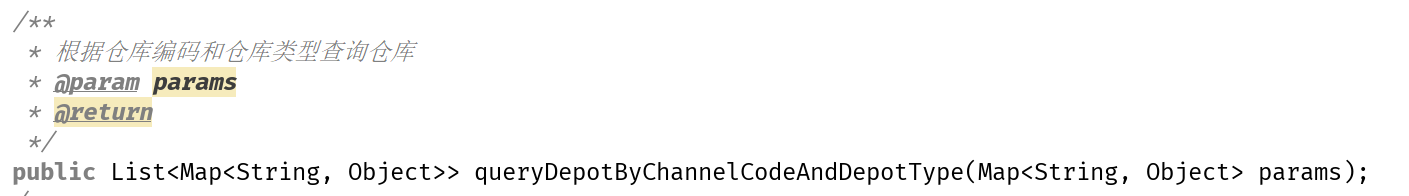 /**
* 根据仓库编码和仓库类型查询仓库
* @param params
* @return
*/
public List<Map<String, Object>> queryDepotByChannelCodeAndDepotType(Map<String, Object> params);